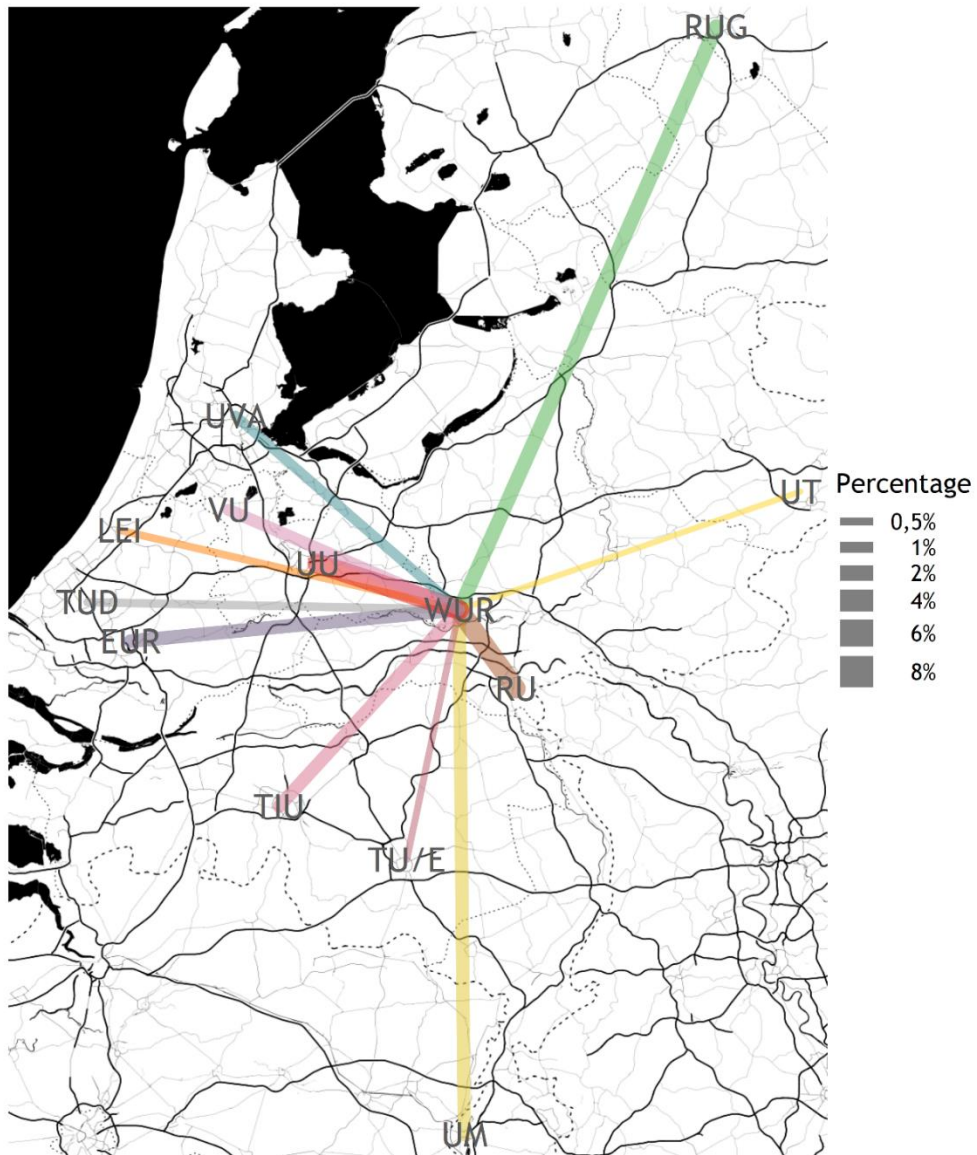 RUG
UVA
UT
VU
LEI
UU
TUD
WUR
EUR
RU
TIU
TU/E
UM
Percentage
0,5%
1%
2%
4%
6%
8%